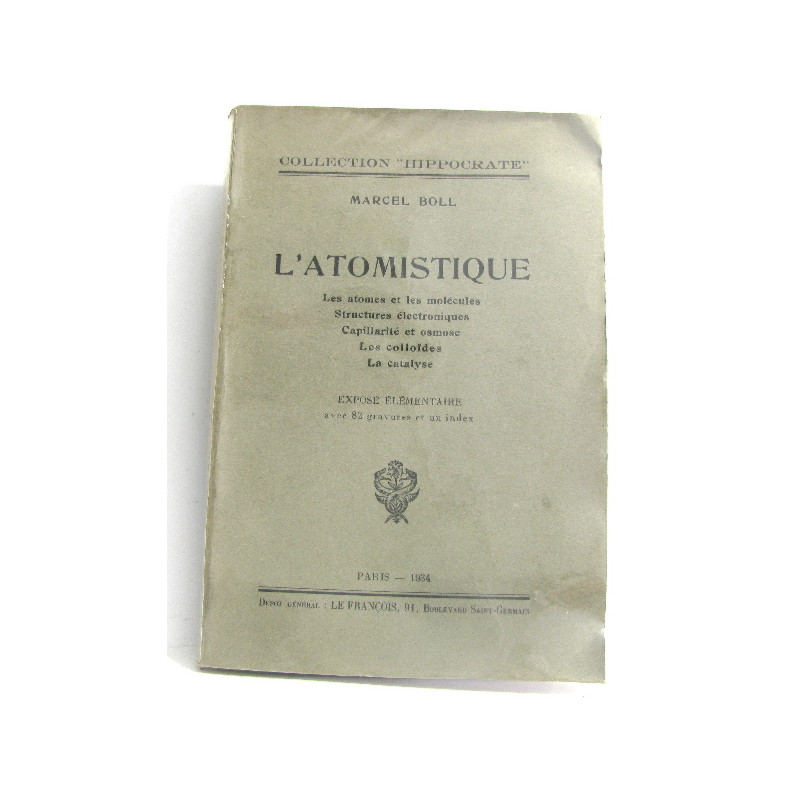 COLLECTION "HIPPOCRATE"
MARCEL BOLL
L'ATOMISTIQUE
Les atomes et les molécules
Structures électroniques
Capillarité et osmose
Les colloïdes
La catalyse
EXPOSÉ ÉLÉMENTAIRE
avec 82 gravures et un index
PARIS — 1934
DÉPOT GÉNÉRAL : LE FRANÇOIS, 91, BOULEVARD SAINT-GERMAIN